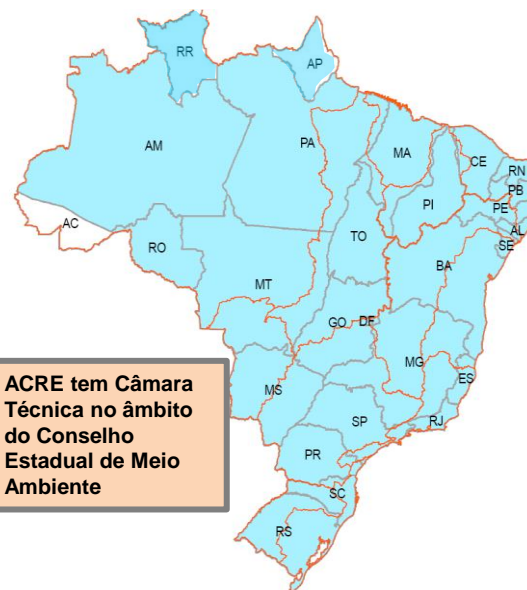 RR
AP
AM
PA
MA
CE
RN
PB
PE
AL
SE
PI
AC
RO
TO
BA
MT
GO
DF
MG
ES
MS
SP
RJ
PR
SC
RS
ACRE tem Câmara
Técnica no âmbito
do Conselho
Estadual de Meio
Ambiente